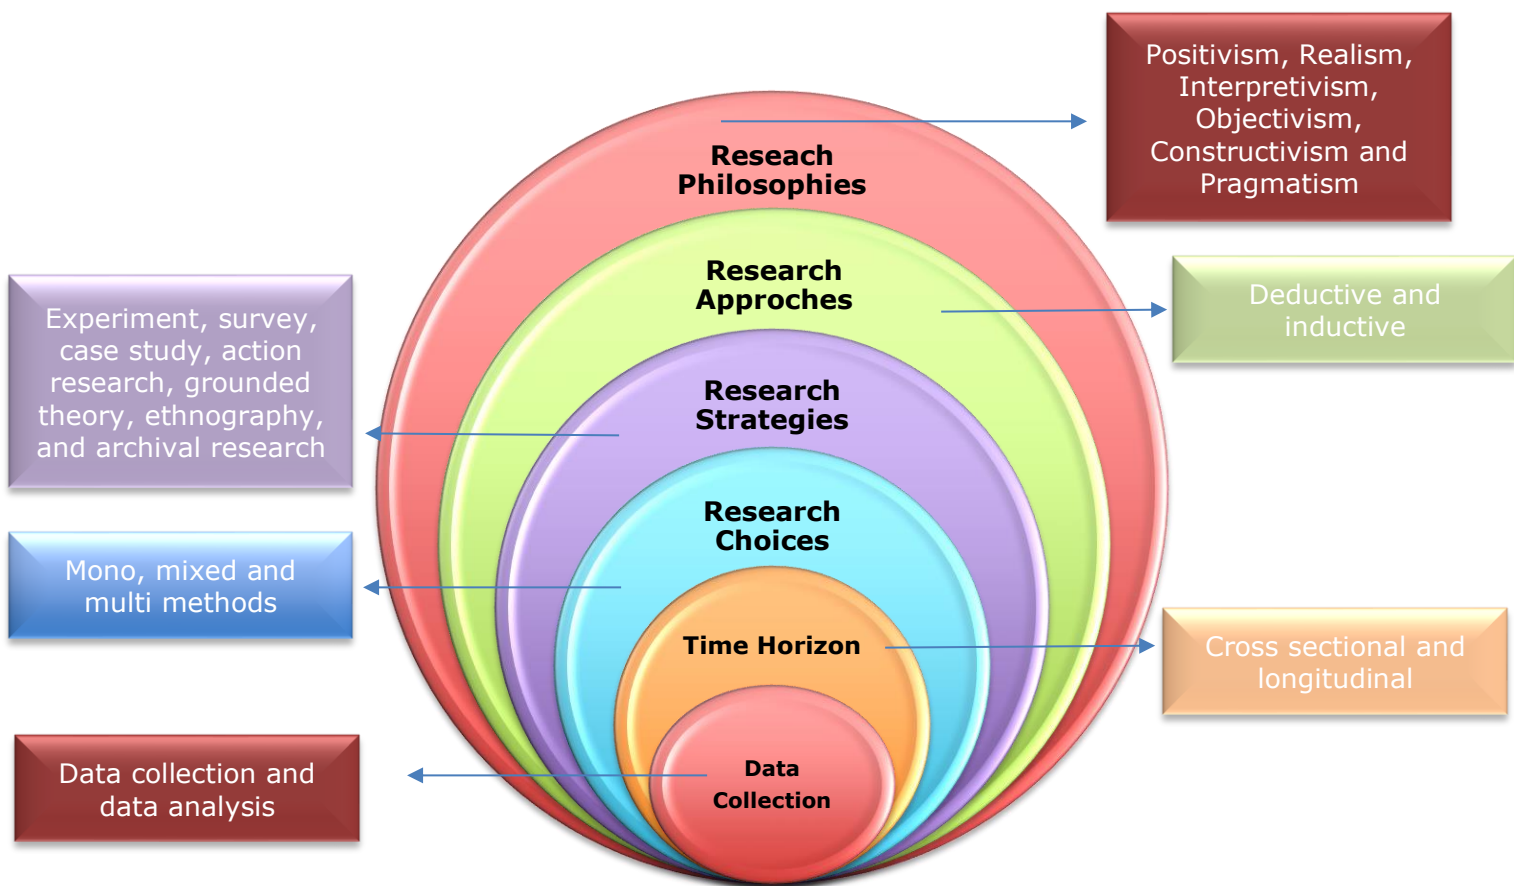 Positivism, Realism,
Interpretivism,
Objectivism,
Constructivism and
Pragmatism
Reseach
Philosophies
Research
Approches
Deductive and
inductive
Experiment, survey,
case study, action
research, grounded
theory, ethnography,
and archival research
Research
Strategies
Research
Choices
Mono, mixed and
multi methods
Time Horizon
Cross sectional and
longitudinal
Data collection and
data analysis
Data
Collection